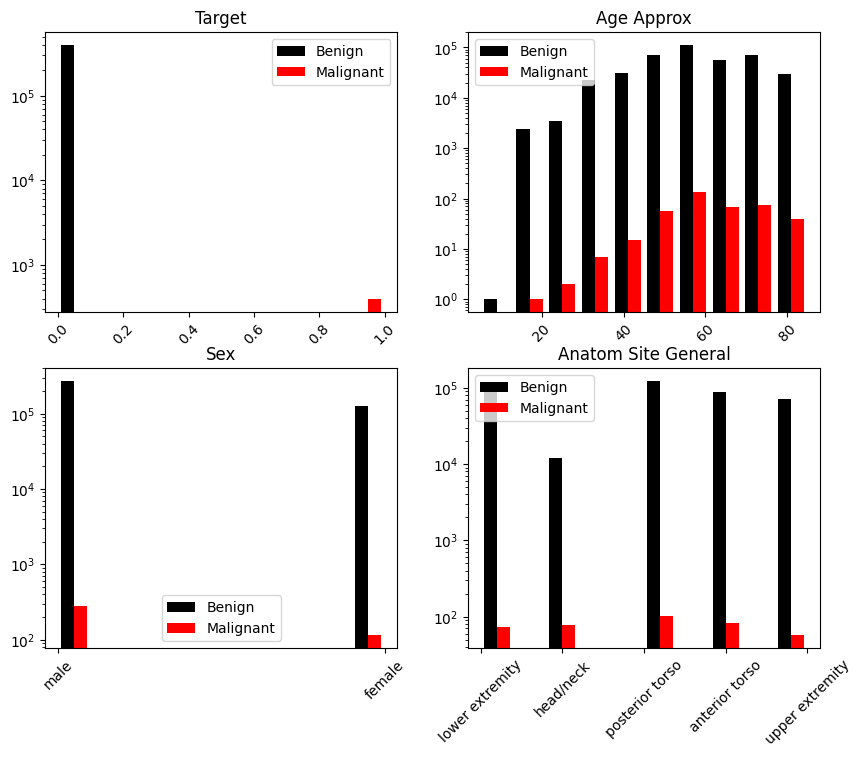 Target
Benign
Malignant
10^5
10^4
10^3
0.0 0.2 0.4 0.6 0.8 1.0
Age Approx
Benign
Malignant
10^5
10^4
10^3
10^2
10^1
10^0
20 40 60 80
Sex
10^5
10^4
10^3
10^2
Benign
Malignant
male female
Anatom Site General
Benign
Malignant
10^5
10^4
10^3
10^2
lower extremity head/neck posterior torso anterior torso upper extremity